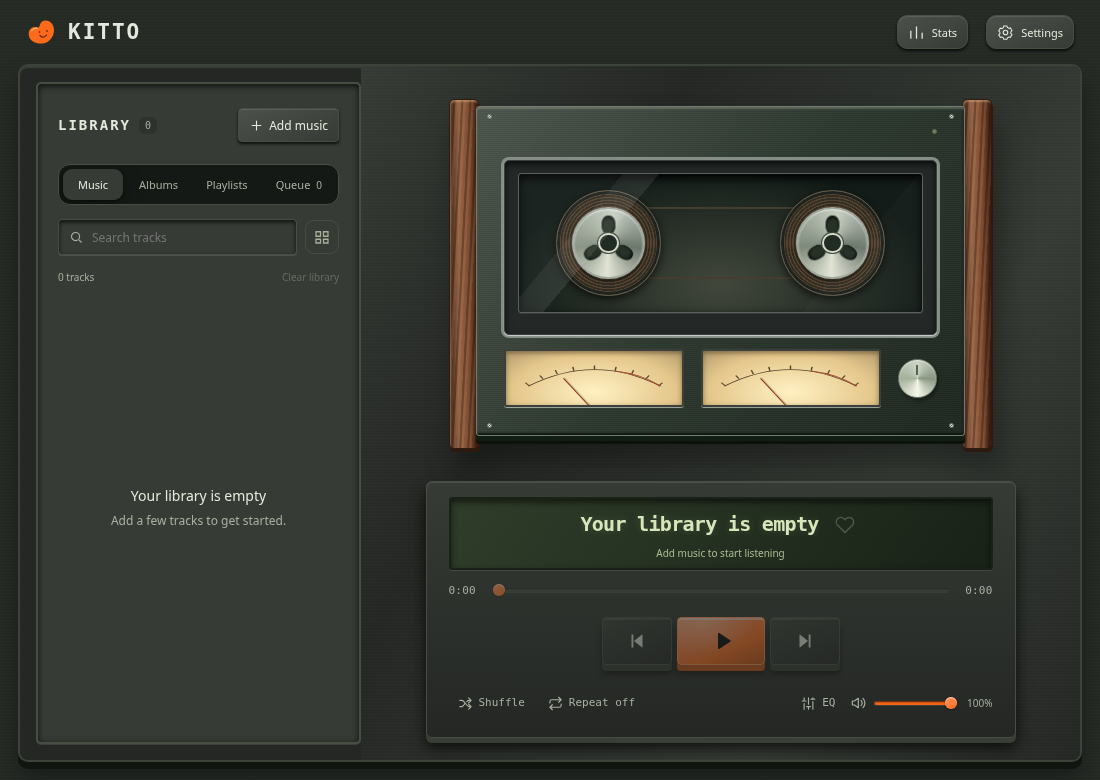 KITTO
Stats
Settings
LIBRARY 0
Add music
Music Albums Playlists Queue 0
Search tracks
0 tracks
Clear library
Your library is empty
Add a few tracks to get started.
Your library is empty
Add music to start listening
0:00
0:00
Shuffle
Repeat off
EQ
100%